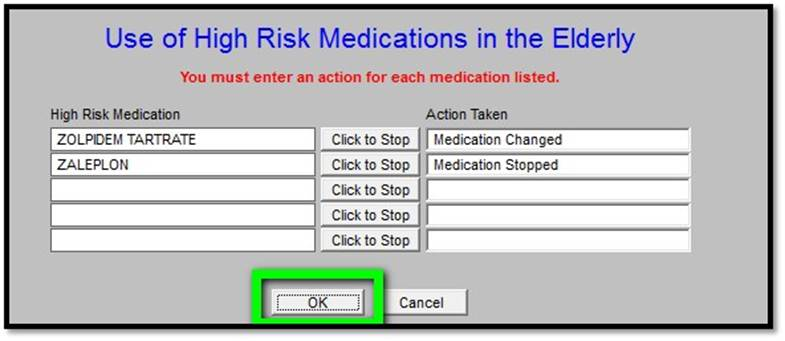 Use of High Risk Medications in the Elderly
You must enter an action for each medication listed.
High Risk Medication Action Taken
ZOLPIDEM TARTRATE Click to Stop Medication Changed
ZALEPLON Click to Stop Medication Stopped
Click to Stop
Click to Stop
Click to Stop
OK Cancel